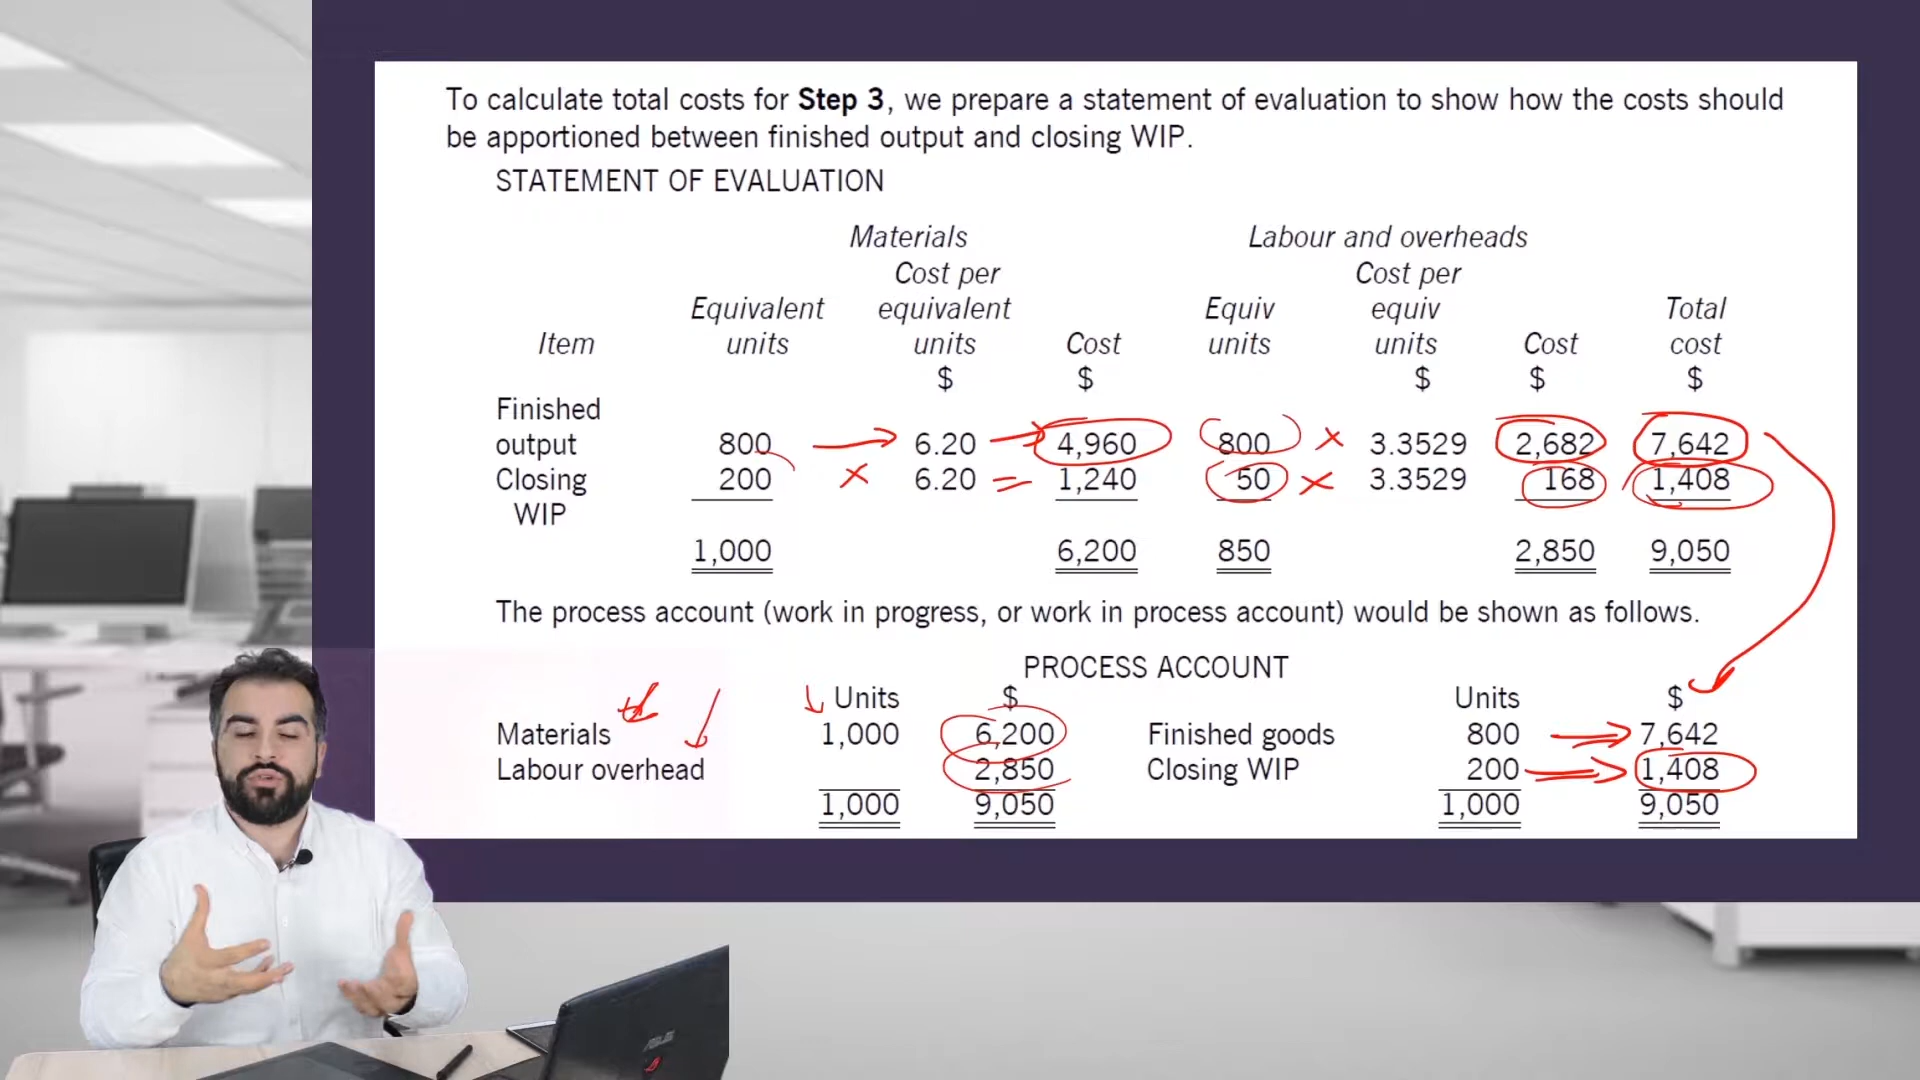 To calculate total costs for Step 3, we prepare a statement of evaluation to show how the costs should
be apportioned between finished output and closing WIP.
STATEMENT OF EVALUATION
Materials Labour and overheads
Cost per Cost per
Equivalent equivalent Equiv equiv Total
Item units units Cost units units Cost cost
$ $ $ $ $
Finished
output 800 6.20 4,960 800 × 3.3529 2,682 7,642
Closing 200 × 6.20 = 1,240 50 × 3.3529 168 1,408
WIP
1,000 6,200 850 2,850 9,050
The process account (work in progress, or work in process account) would be shown as follows.
PROCESS ACCOUNT
Units $ Units $
Materials 1,000 6,200 Finished goods 800 7,642
Labour overhead 2,850 Closing WIP 200 1,408
1,000 9,050 1,000 9,050
ASUS